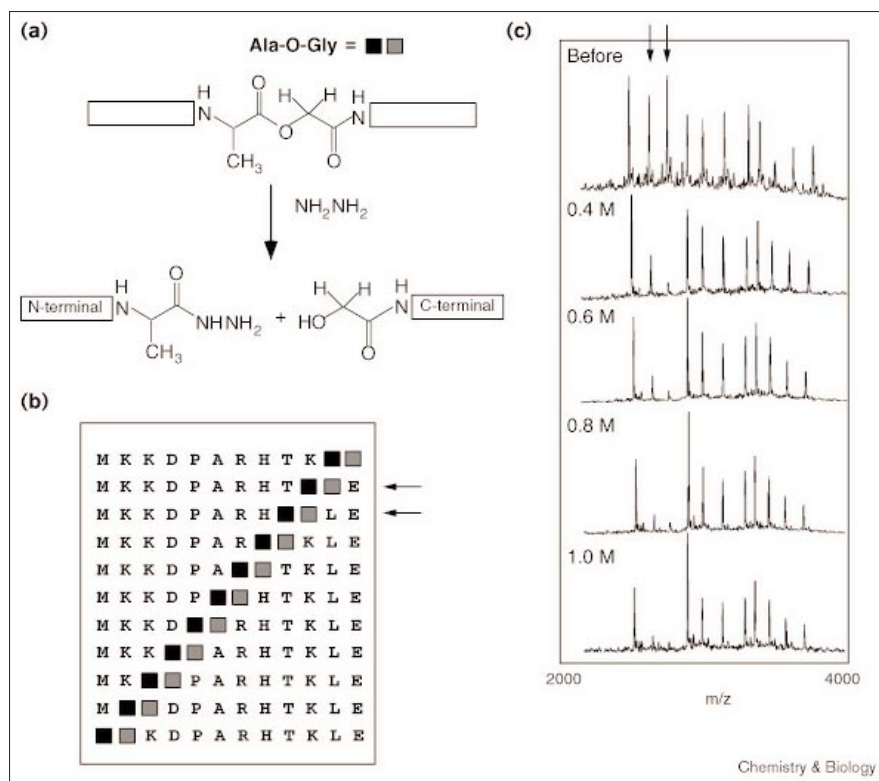 (a)
Ala-O-Gly =
H
N
O
H H
O
H
N
CH3
O
NH2NH2
N-terminal
H
N
O
NHNH2
CH3
+
H H
HO
O
H
N
C-terminal
(b)
M K K D P A R H T K
M K K D P A R H T E
M K K D P A R H L E
M K K D P A R K L E
M K K D P A T K L E
M K K D P H T K L E
M K K D R H T K L E
M K K A R H T K L E
M K P A R H T K L E
M D P A R H T K L E
K D P A R H T K L E
(c)
Before
0.4 M
0.6 M
0.8 M
1.0 M
2000 4000
m/z
Chemistry & Biology